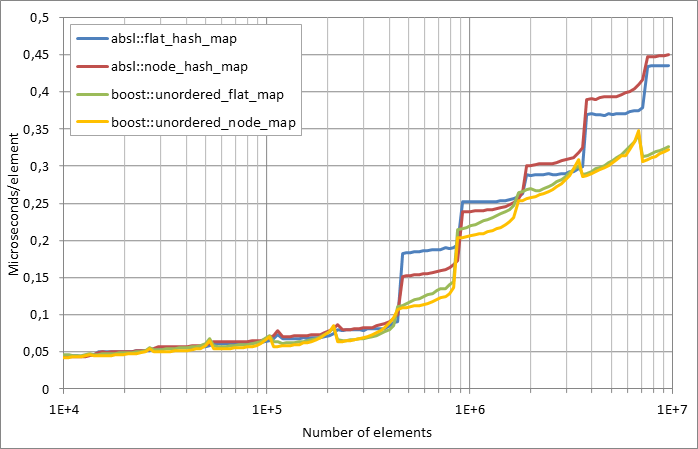 0,5
0,45
0,4
0,35
0,3
0,25
0,2
0,15
0,1
0,05
0
Microseconds/element
absl::flat_hash_map
absl::node_hash_map
boost::unordered_flat_map
boost::unordered_node_map
1E+4 1E+5 1E+6 1E+7
Number of elements